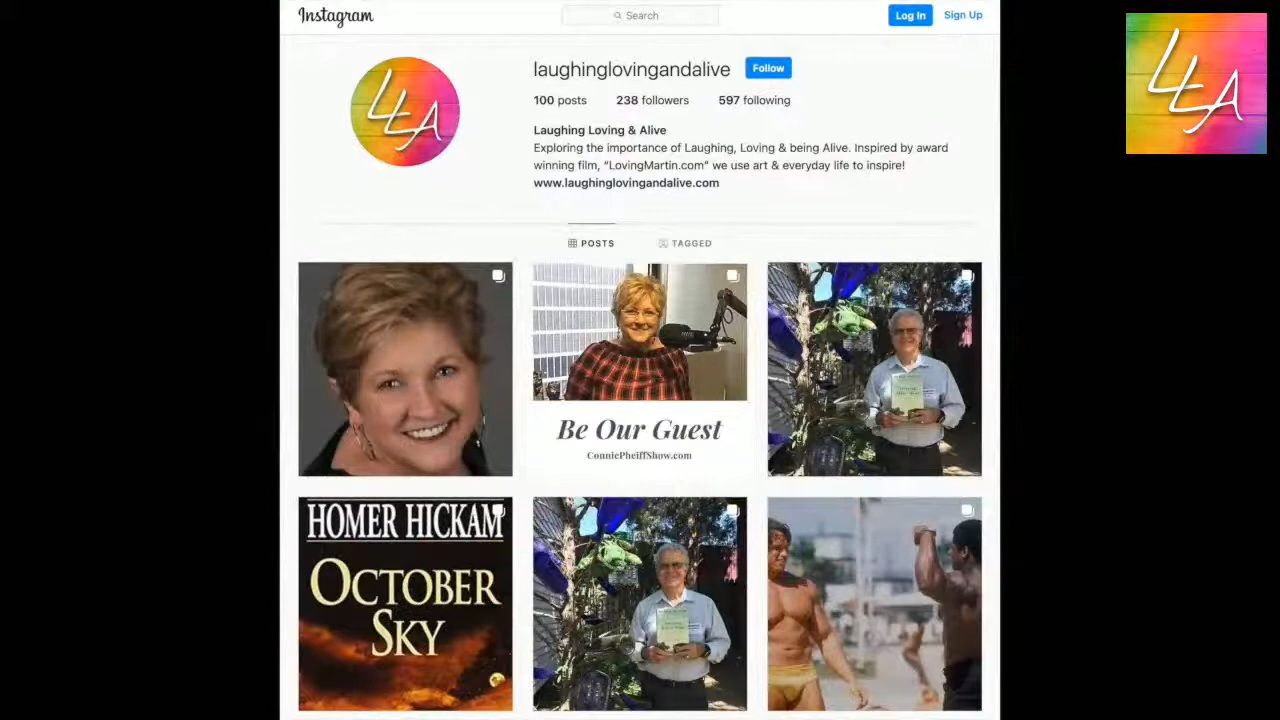 Instagram
Search
Log In
Sign Up
LLA
LLA
laughinglovingandalive
Follow
100 posts
238 followers
597 following
Laughing Loving & Alive
Exploring the importance of Laughing, Loving & being Alive. Inspired by award
winning film, “LovingMartin.com” we use art & everyday life to inspire!
www.laughinglovingandalive.com
POSTS
TAGGED
Be Our Guest
ConniePheiffShow.com
HOMER HICKAM
OCTOBER
SKY